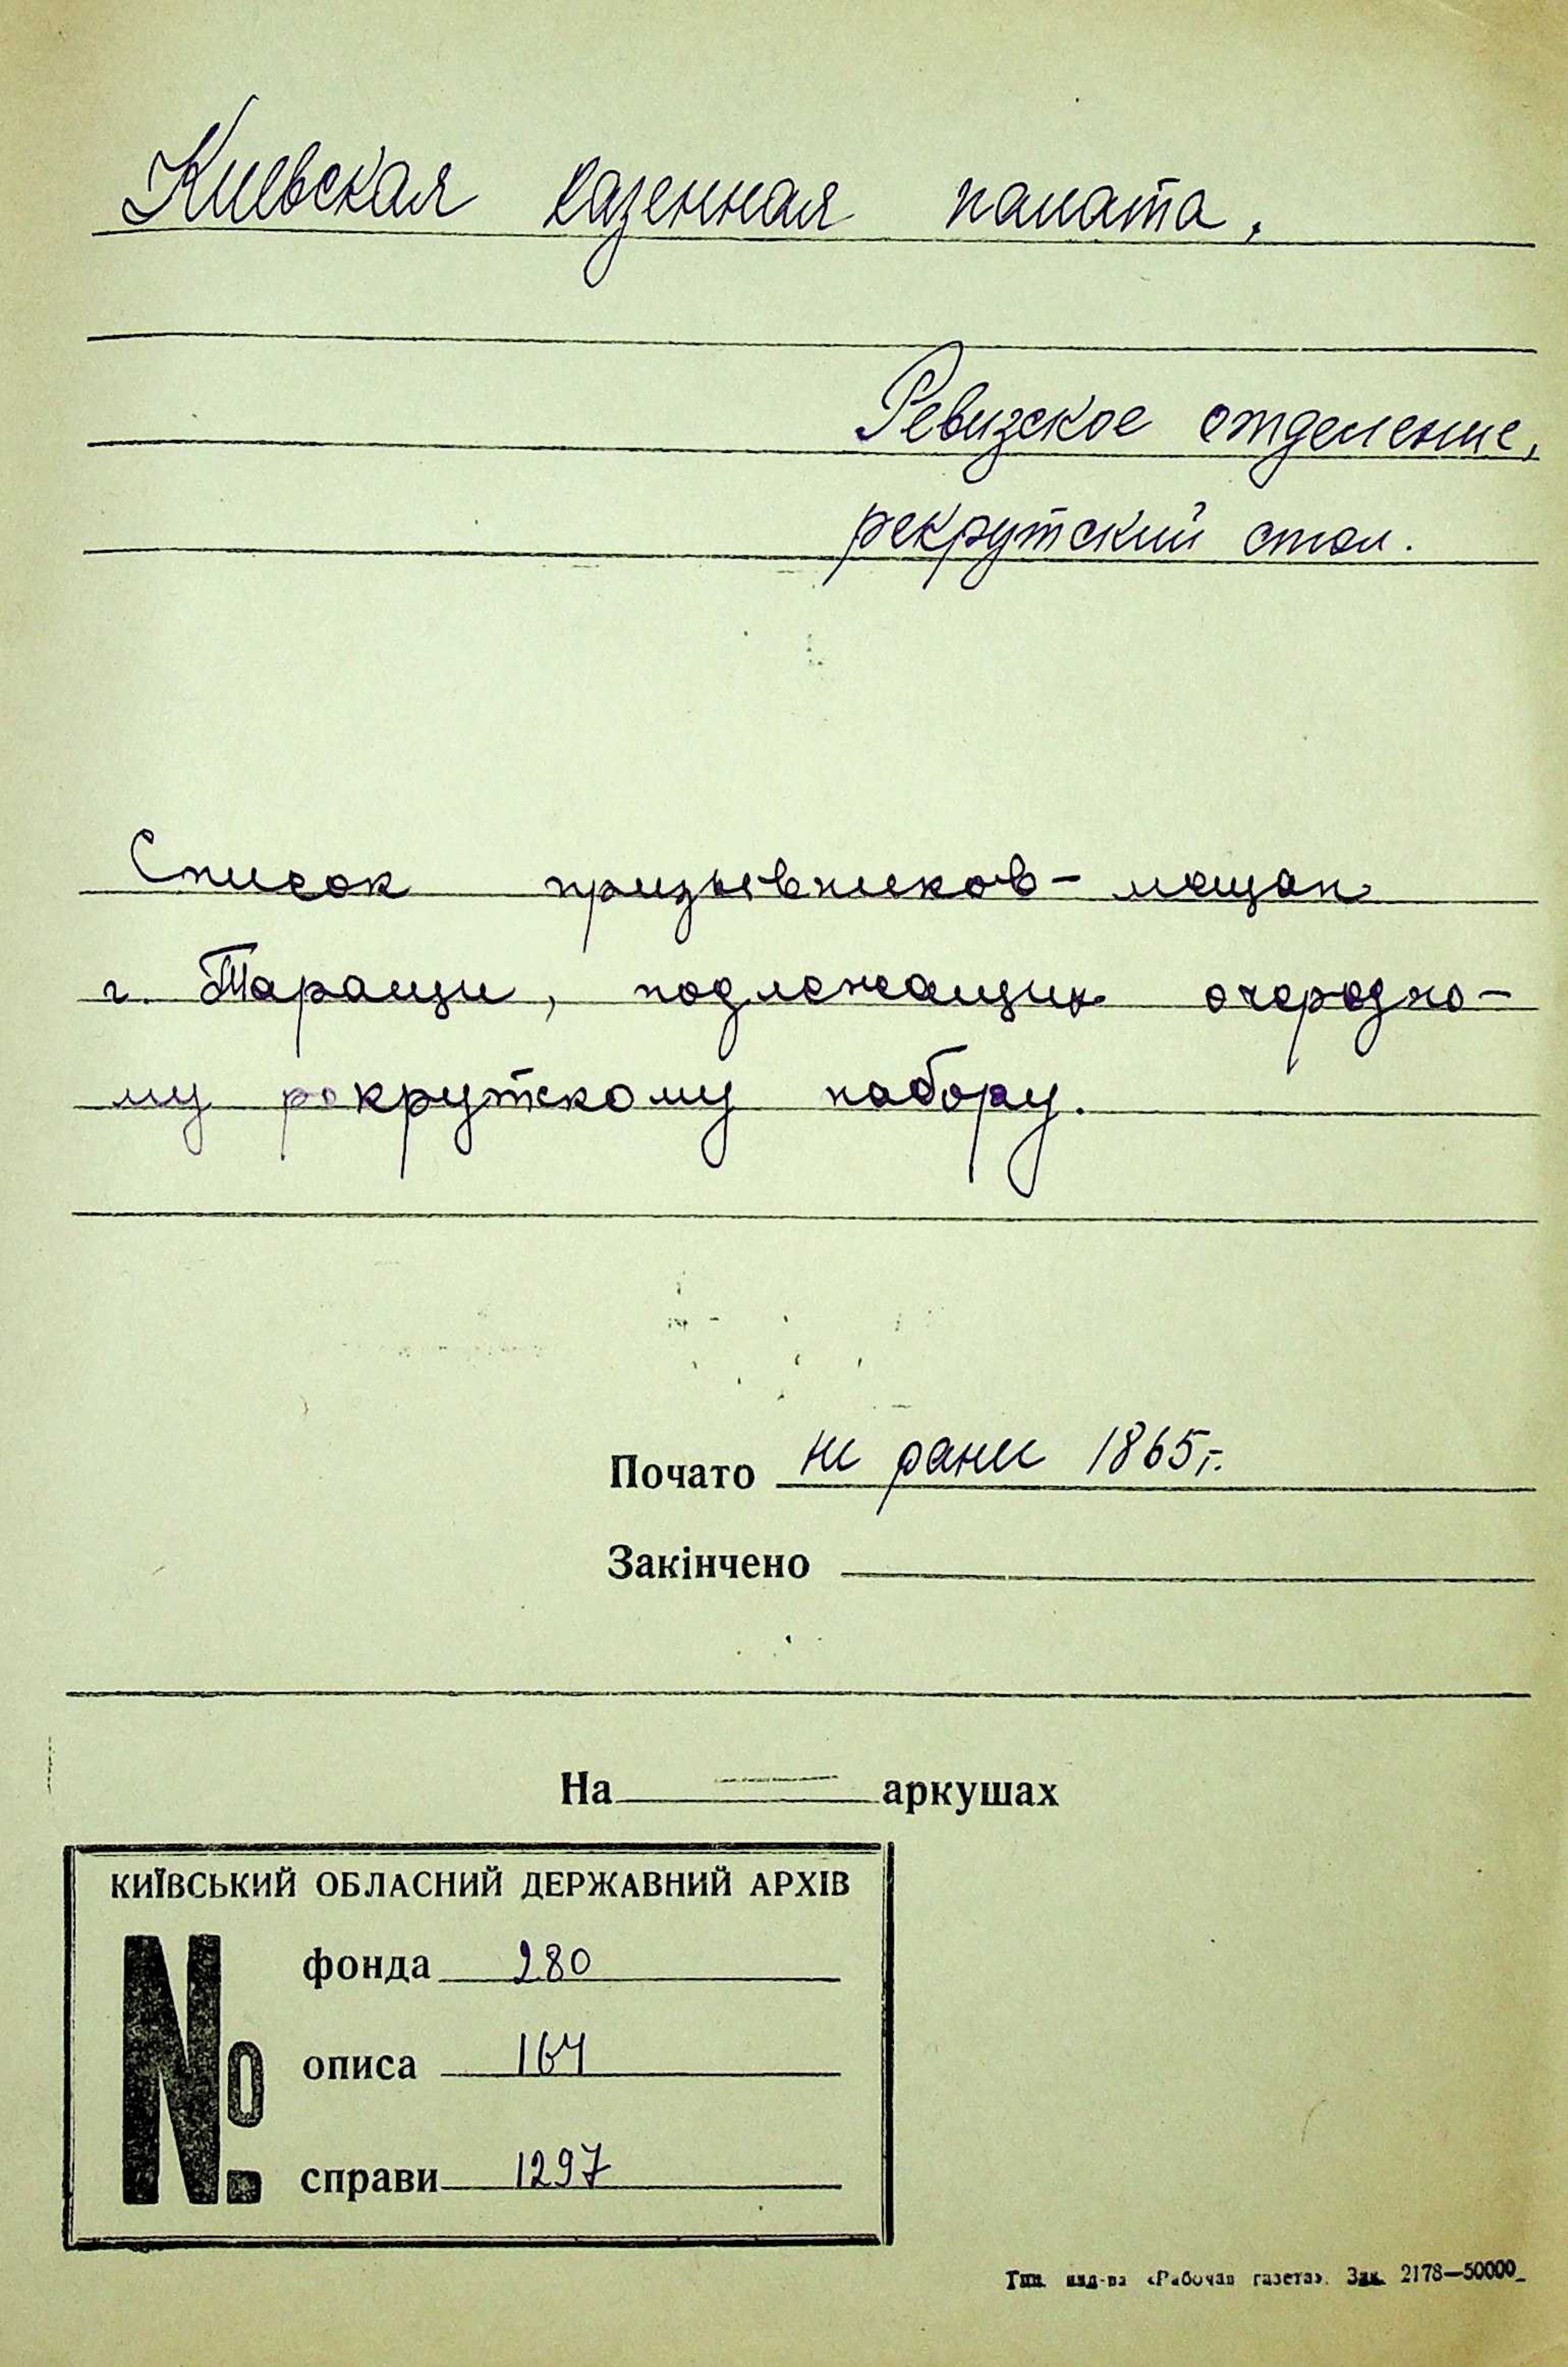 Киевская казенная палата.
Ревизское отделение,
рекрутский стол.
Список призывников - мещан
г. Таращи, подлежащих очередно-
му рекрутскому набору.
Почато не ранее 1865 г.
Закінчено
На — аркушах
КИЇВСЬКИЙ ОБЛАСНИЙ ДЕРЖАВНИЙ АРХІВ
№
фонда 280
описа 164
справи 1297
Тип. изд-ва «Рабочая газета». Зак. 2178—50000